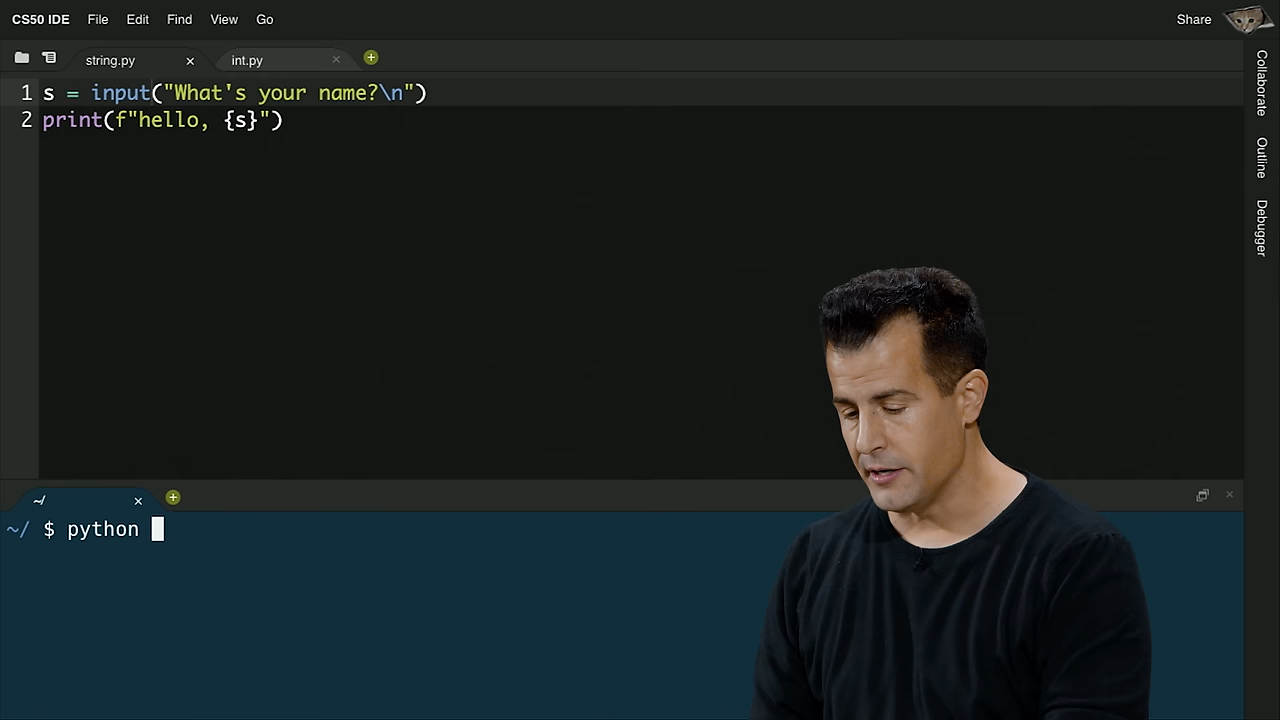 CS50 IDE File Edit Find View Go Share
string.py × int.py ×
1 s = input("What's your name?\n")
2 print(f"hello, {s}")
Collaborate
Outline
Debugger
~/ ×
~/ $ python